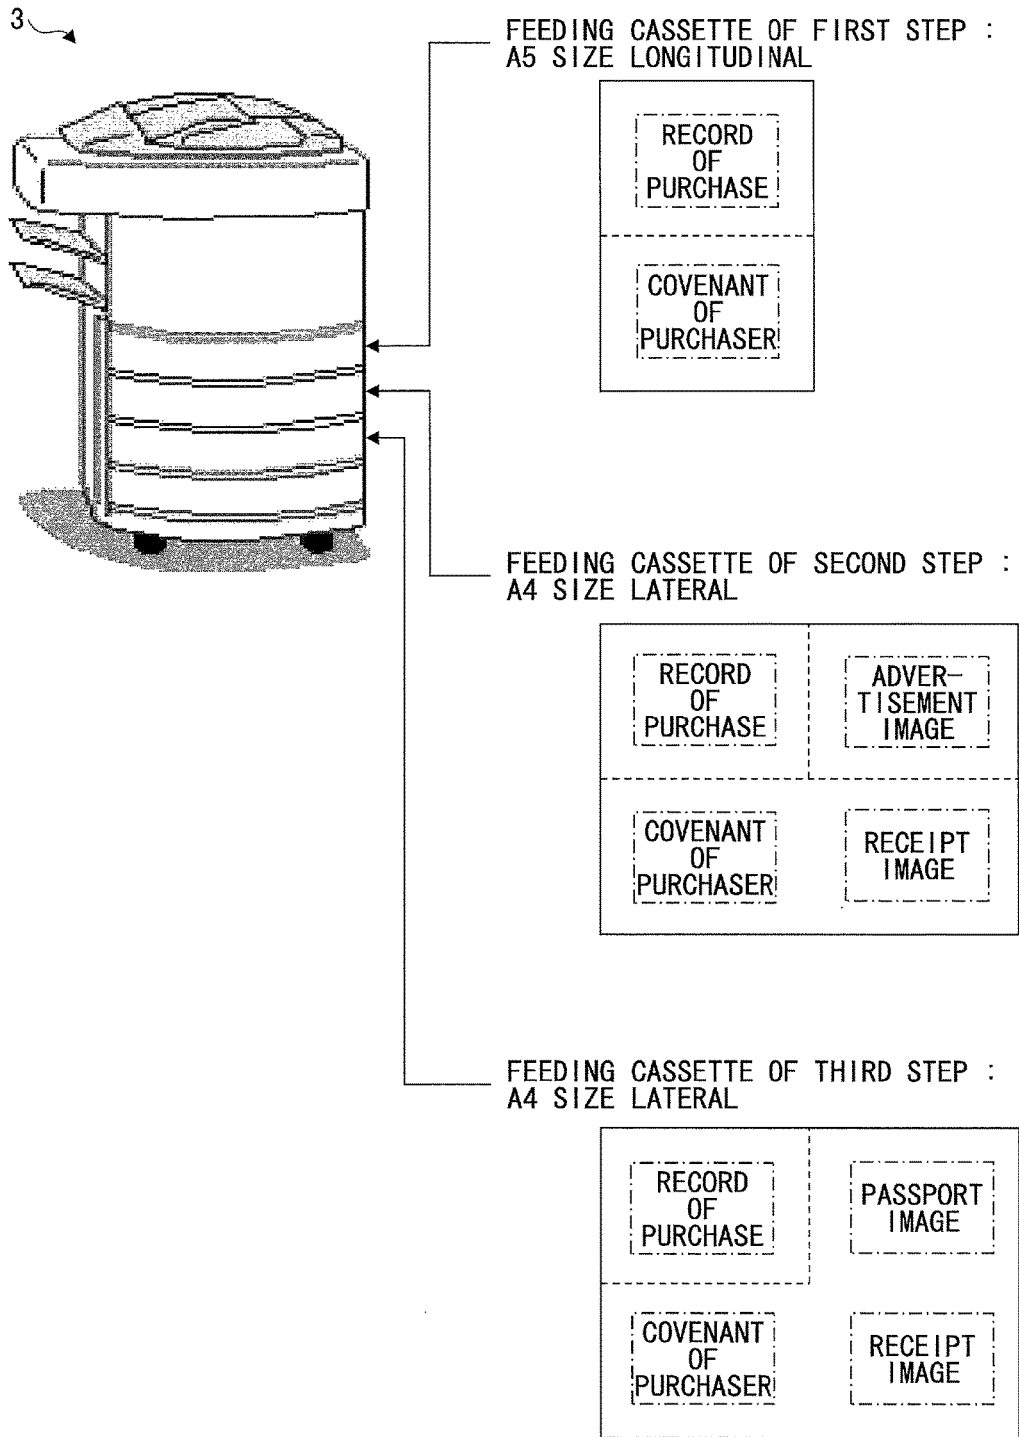 3
FEEDING CASSETTE OF FIRST STEP :
A5 SIZE LONGITUDINAL
RECORD
OF
PURCHASE
COVENANT
OF
PURCHASER
FEEDING CASSETTE OF SECOND STEP :
A4 SIZE LATERAL
RECORD
OF
PURCHASE
ADVER-
TISEMENT
IMAGE
COVENANT
OF
PURCHASER
RECEIPT
IMAGE
FEEDING CASSETTE OF THIRD STEP :
A4 SIZE LATERAL
RECORD
OF
PURCHASE
PASSPORT
IMAGE
COVENANT
OF
PURCHASER
RECEIPT
IMAGE